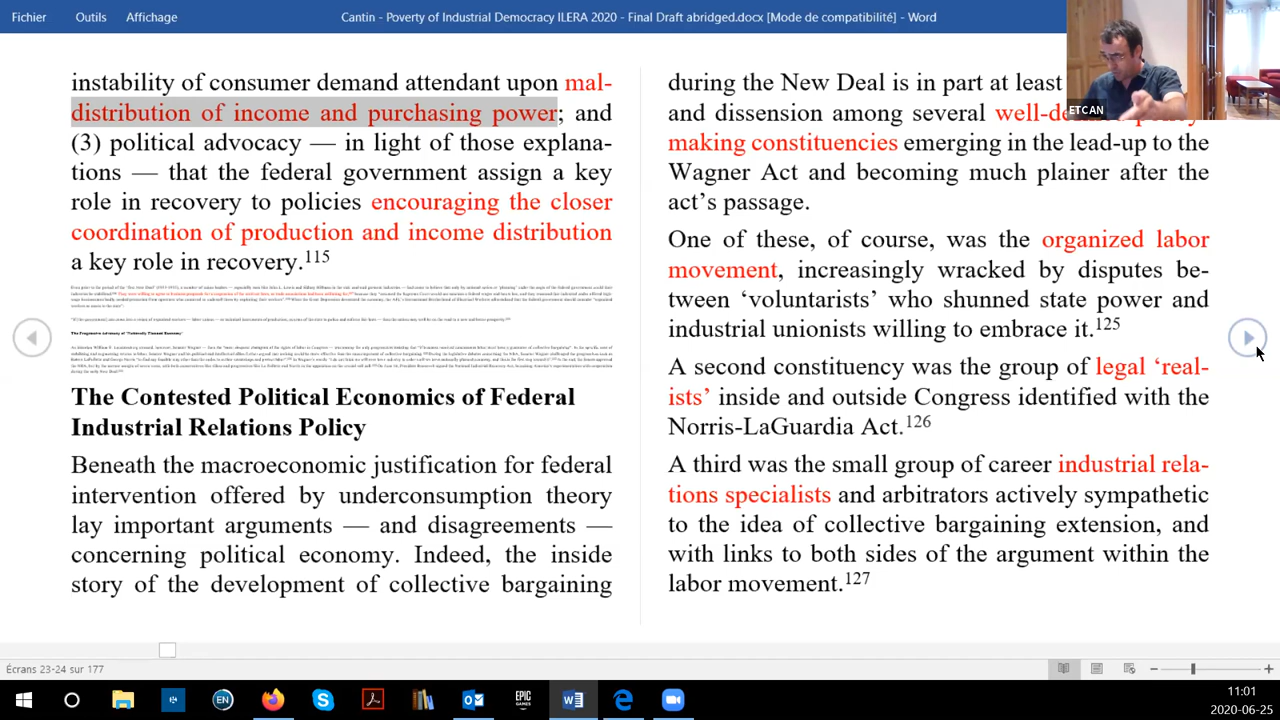 Fichier Outils Affichage
Cantin - Poverty of Industrial Democracy ILERA 2020 - Final Draft abridged.docx [Mode de compatibilité] - Word
ETCAN
instability of consumer demand attendant upon mal-
distribution of income and purchasing power; and
(3) political advocacy — in light of those explana-
tions — that the federal government assign a key
role in recovery to policies encouraging the closer
coordination of production and income distribution
a key role in recovery.115
The Contested Political Economics of Federal
Industrial Relations Policy
Beneath the macroeconomic justification for federal
intervention offered by underconsumption theory
lay important arguments — and disagreements —
concerning political economy. Indeed, the inside
story of the development of collective bargaining
during the New Deal is in part at least
and dissension among several
making constituencies emerging in the lead-up to the
Wagner Act and becoming much plainer after the
act's passage.
One of these, of course, was the organized labor
movement, increasingly wracked by disputes be-
tween 'voluntarists' who shunned state power and
industrial unionists willing to embrace it.125
A second constituency was the group of legal 'real-
ists' inside and outside Congress identified with the
Norris-LaGuardia Act.126
A third was the small group of career industrial rela-
tions specialists and arbitrators actively sympathetic
to the idea of collective bargaining extension, and
with links to both sides of the argument within the
labor movement.127
Écrans 23-24 sur 177
EN
EPIC
GAMES
11:01
2020-06-25